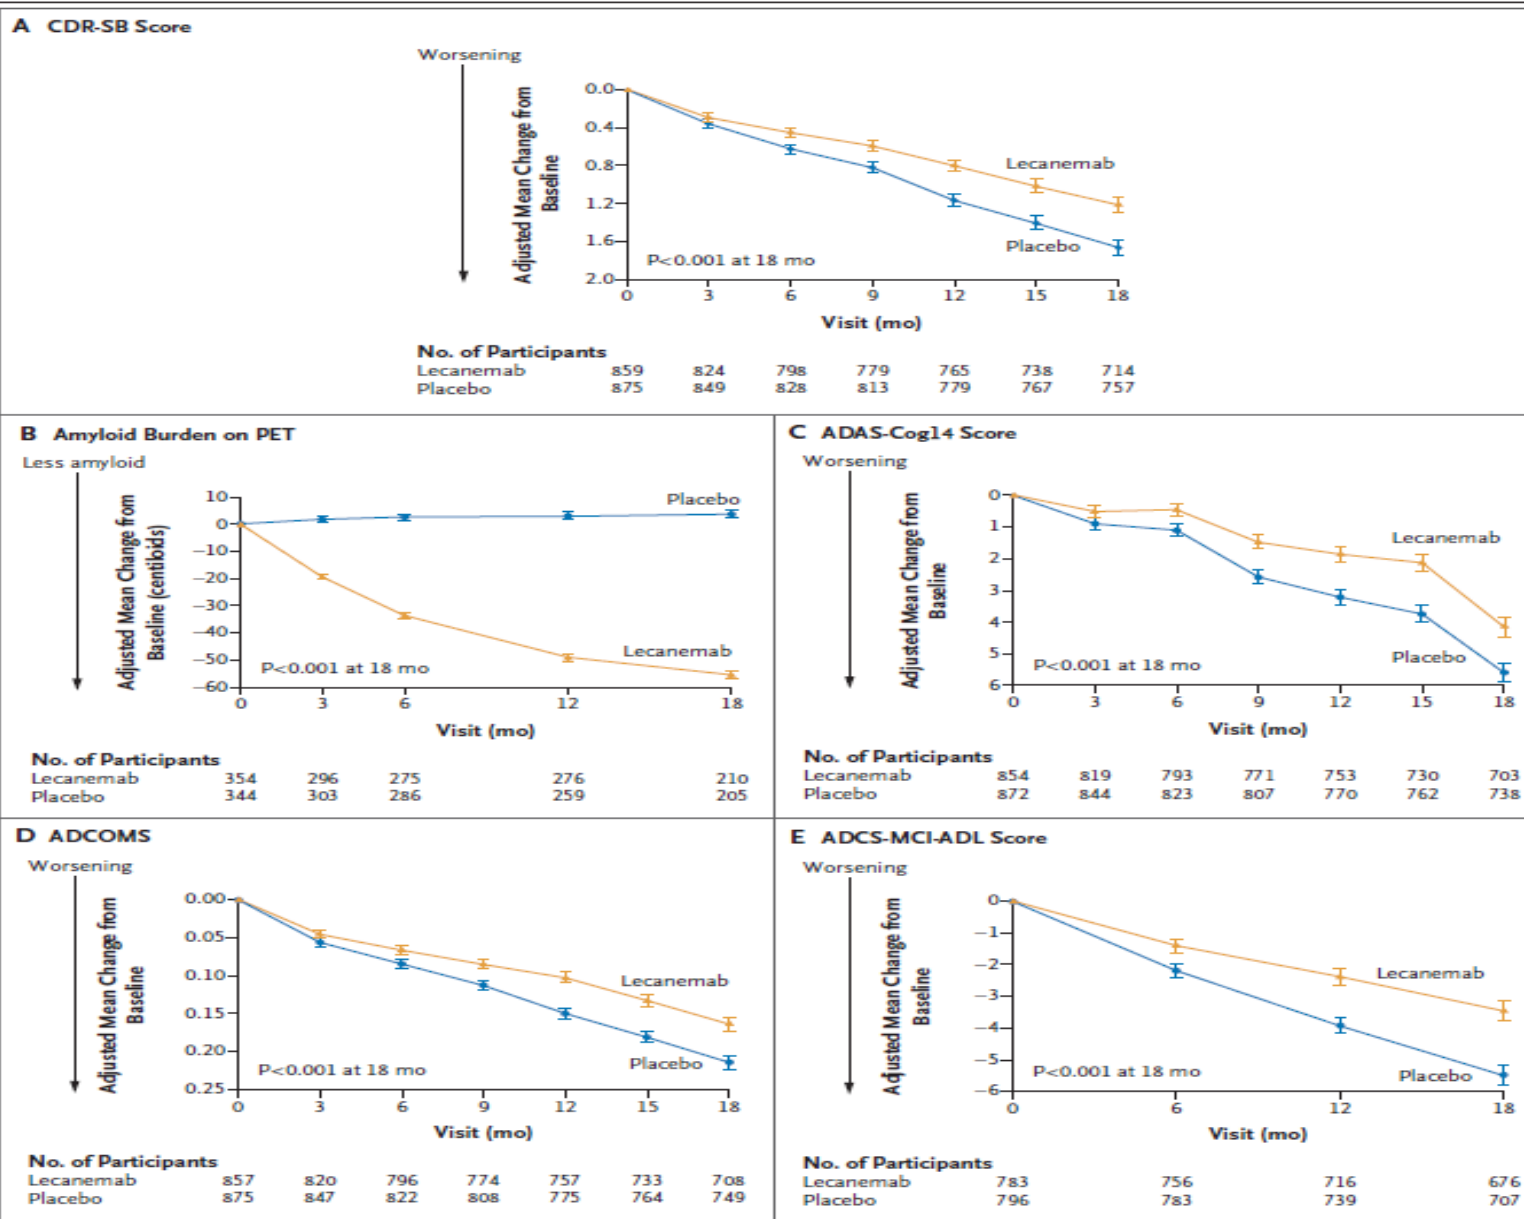 A CDR-SB Score
Worsening
Adjusted Mean Change from
Baseline
0.0
0.4
0.8
1.2
1.6
2.0
Lecanemab
Placebo
P<0.001 at 18 mo
0 3 6 9 12 15 18
Visit (mo)
No. of Participants
Lecanemab 859 824 798 779 765 738 714
Placebo 875 849 828 813 779 767 757
B Amyloid Burden on PET
Less amyloid
Adjusted Mean Change from
Baseline (centiloids)
10
0
−10
−20
−30
−40
−50
−60
Placebo
Lecanemab
P<0.001 at 18 mo
0 3 6 12 18
Visit (mo)
No. of Participants
Lecanemab 354 296 275 276 210
Placebo 344 303 286 259 205
C ADAS-Cog14 Score
Worsening
Adjusted Mean Change from
Baseline
0
1
2
3
4
5
6
Lecanemab
Placebo
P<0.001 at 18 mo
0 3 6 9 12 15 18
Visit (mo)
No. of Participants
Lecanemab 854 819 793 771 753 730 703
Placebo 872 844 823 807 770 762 738
D ADCOMS
Worsening
Adjusted Mean Change from
Baseline
0.00
0.05
0.10
0.15
0.20
0.25
Lecanemab
Placebo
P<0.001 at 18 mo
0 3 6 9 12 15 18
Visit (mo)
No. of Participants
Lecanemab 857 820 796 774 757 733 708
Placebo 875 847 822 808 775 764 749
E ADCS-MCI-ADL Score
Worsening
Adjusted Mean Change from
Baseline
0
−1
−2
−3
−4
−5
−6
Lecanemab
Placebo
P<0.001 at 18 mo
0 6 12 18
Visit (mo)
No. of Participants
Lecanemab 783 756 716 676
Placebo 796 783 739 707